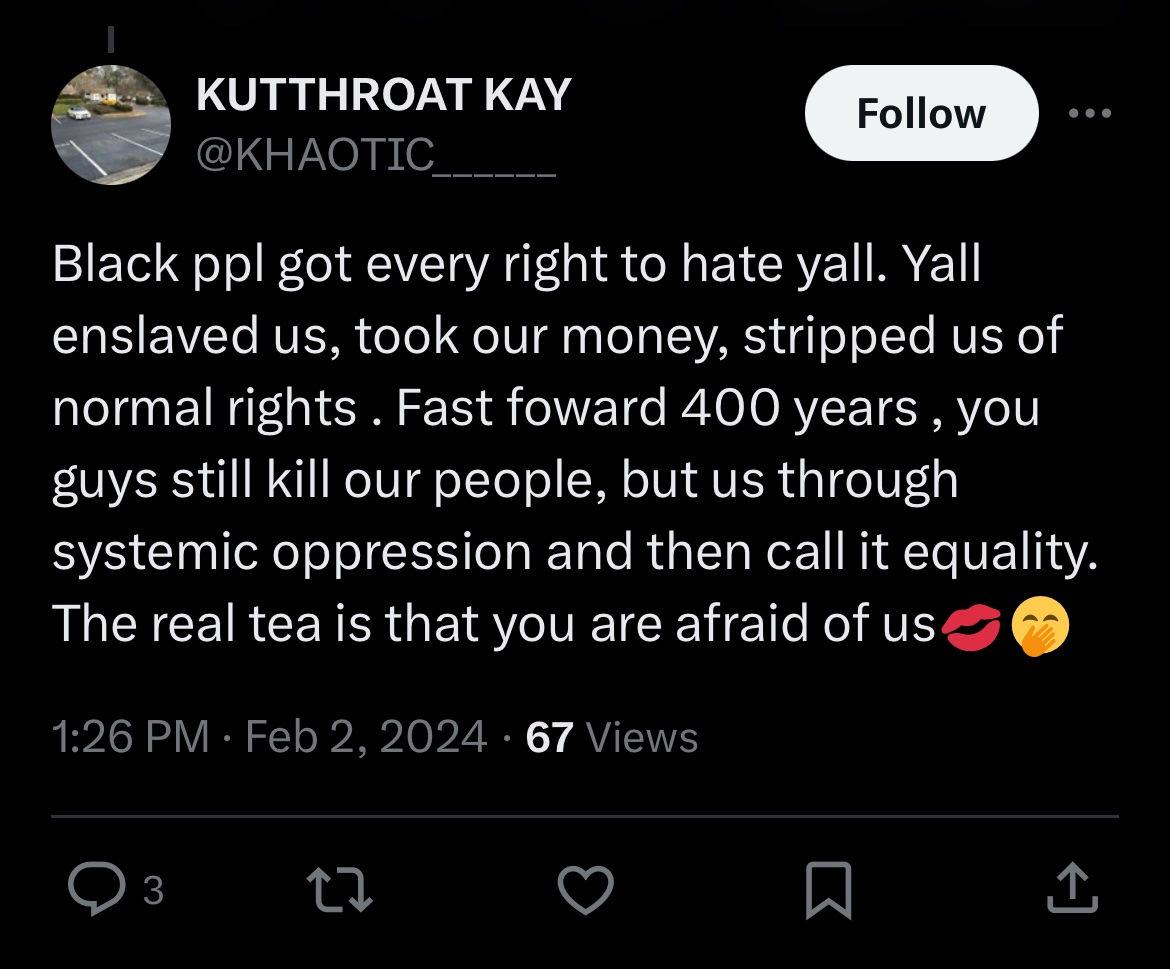 KUTTHROAT KAY
@KHAOTIC______
Follow
Black ppl got every right to hate yall. Yall
enslaved us, took our money, stripped us of
normal rights . Fast foward 400 years , you
guys still kill our people, but us through
systemic oppression and then call it equality.
The real tea is that you are afraid of us💋🤭
1:26 PM · Feb 2, 2024 · 67 Views
3